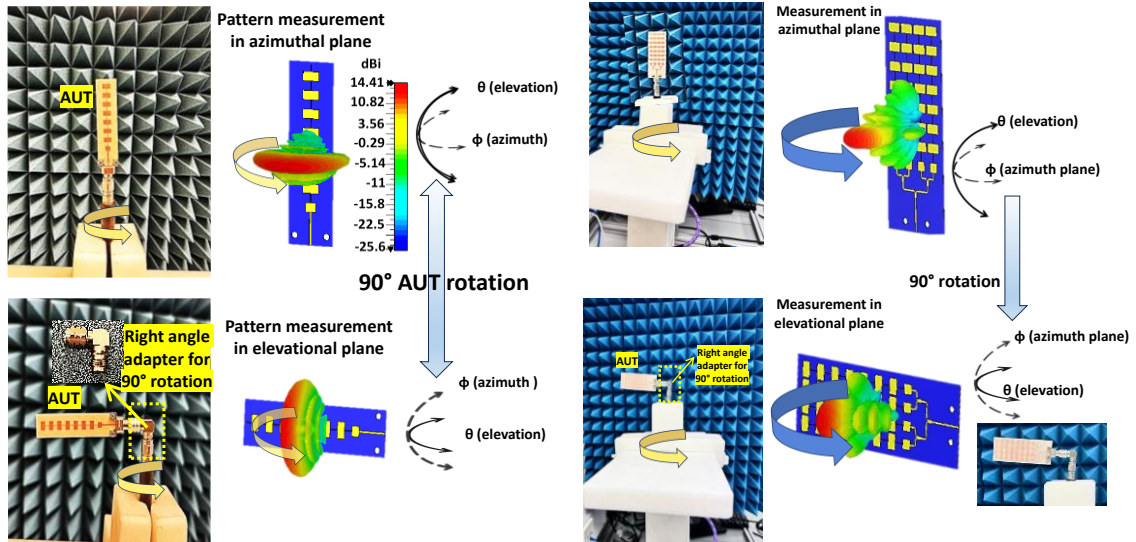 Pattern measurement
in azimuthal plane
AUT
dBi
14.41
10.82
3.56
-0.29
-5.14
-11
-15.8
-22.5
-25.6
θ (elevation)
ϕ (azimuth)
Measurement in
azimuthal plane
θ (elevation)
ϕ (azimuth plane)
90° AUT rotation
90° rotation
Right angle
adapter for
90° rotation
AUT
Pattern measurement
in elevational plane
ϕ (azimuth )
θ (elevation)
AUT
Right angle
adapter for
90° rotation
Measurement in
elevational plane
ϕ (azimuth plane)
θ (elevation)